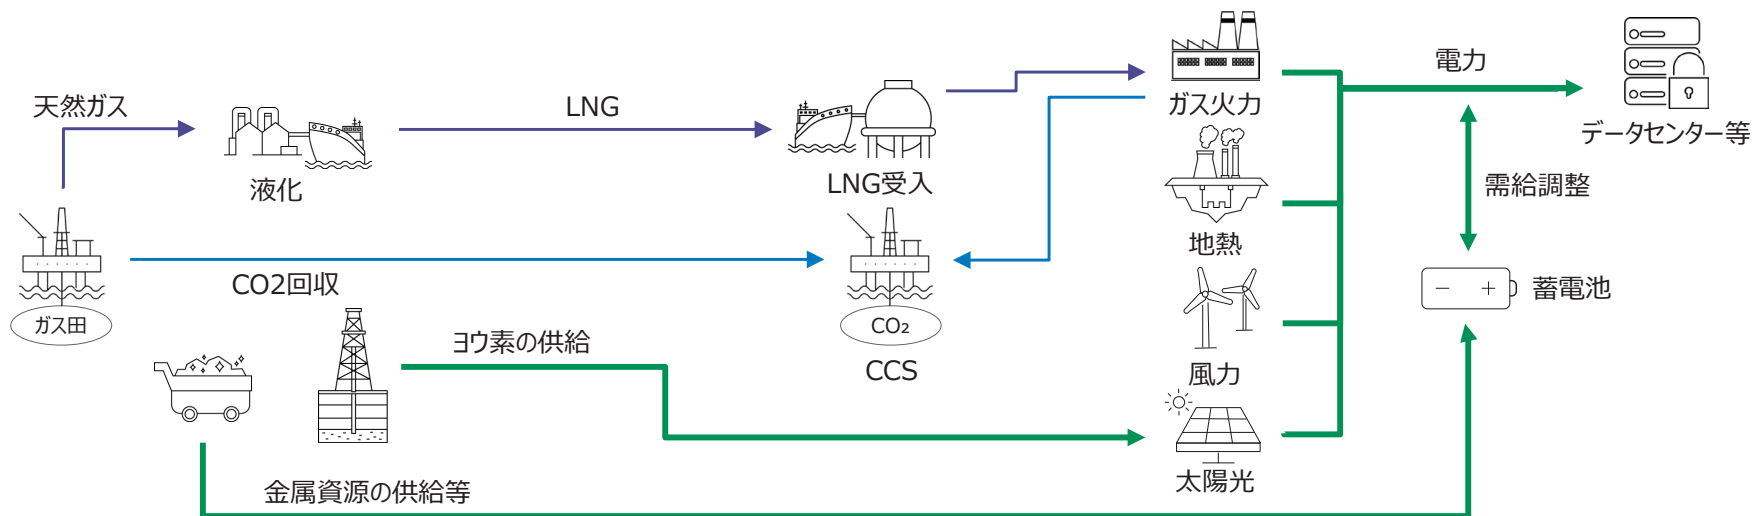 天然ガス
液化
LNG
LNG受入
ガス火力
電力
データセンター等
地熱
需給調整
CO2回収
ガス田
CO₂
CCS
風力
蓄電池
ヨウ素の供給
太陽光
金属資源の供給等